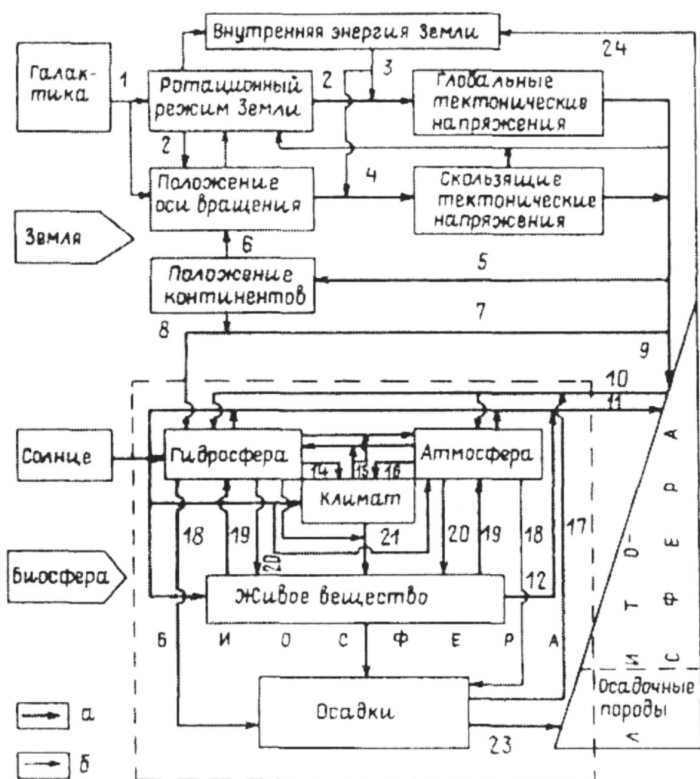 Внутренняя энергия Земли
24
Галак-
тика
1
Ротационный
режим Земли
2
3
Глобальные
тектонические
напряжения
2
Положение
оси вращения
4
Скользящие
тектонические
напряжения
Земля
6
Положение
континентов
5
7
8
9
10
11
Солнце
Гидросфера
14
15
16
Атмосфера
Климат
17
18
19
20
21
20
19
18
12
Биосфера
Живое вещество
Б И О С Ф Е Р А
Л И Т О-
С Ф Е Р А
Осадочные
породы
Осадки
23
а
б